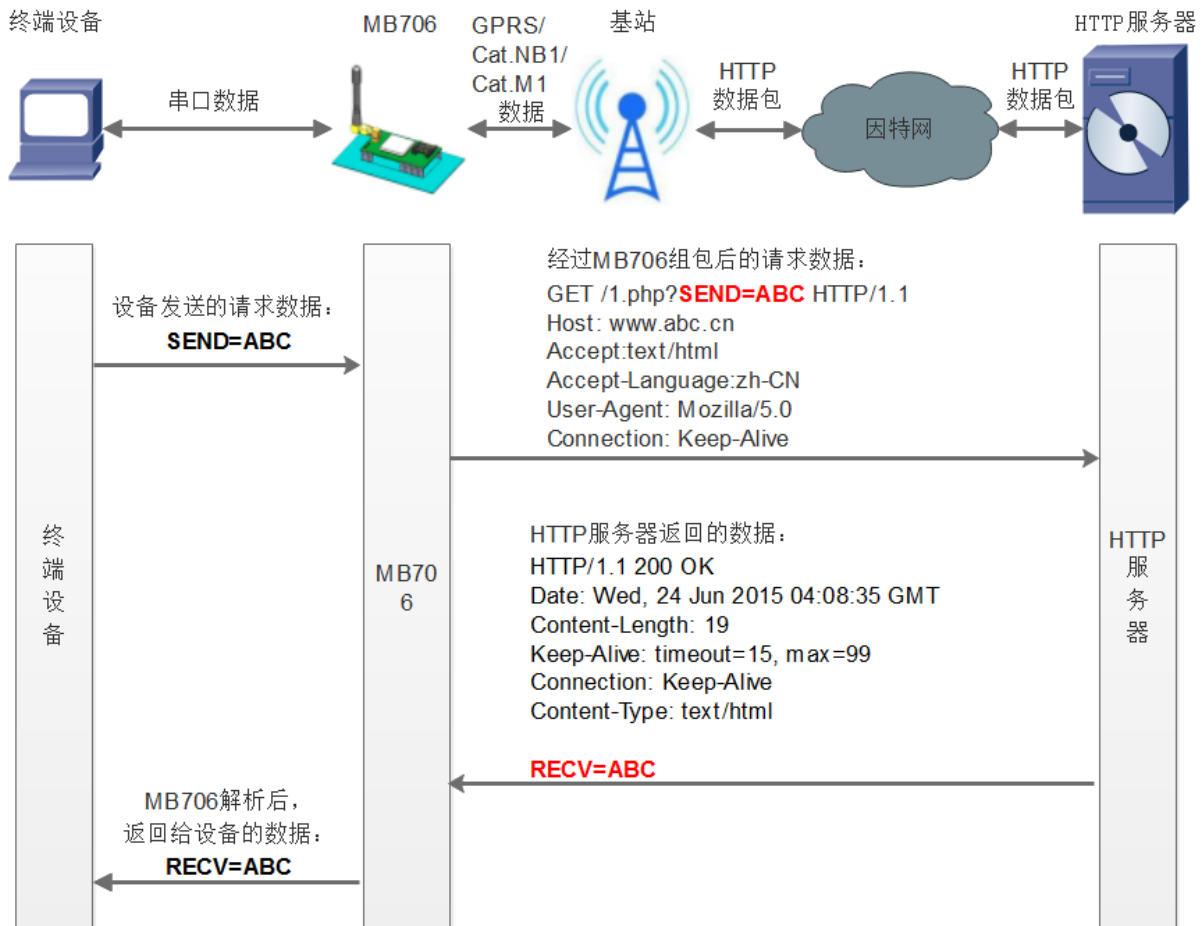 终端设备
MB706
GPRS/
Cat.NB1/
Cat.M1
数据
基站
HTTP服务器
串口数据
HTTP
数据包
因特网
HTTP
数据包
设备发送的请求数据：
SEND=ABC
经过MB706组包后的请求数据：
GET /1.php?SEND=ABC HTTP/1.1
Host: www.abc.cn
Accept:text/html
Accept-Language:zh-CN
User-Agent: Mozilla/5.0
Connection: Keep-Alive
终
端
设
备
MB70
6
HTTP
服
务
器
HTTP服务器返回的数据：
HTTP/1.1 200 OK
Date: Wed, 24 Jun 2015 04:08:35 GMT
Content-Length: 19
Keep-Alive: timeout=15, max=99
Connection: Keep-Alive
Content-Type: text/html
RECV=ABC
MB706解析后，
返回给设备的数据：
RECV=ABC